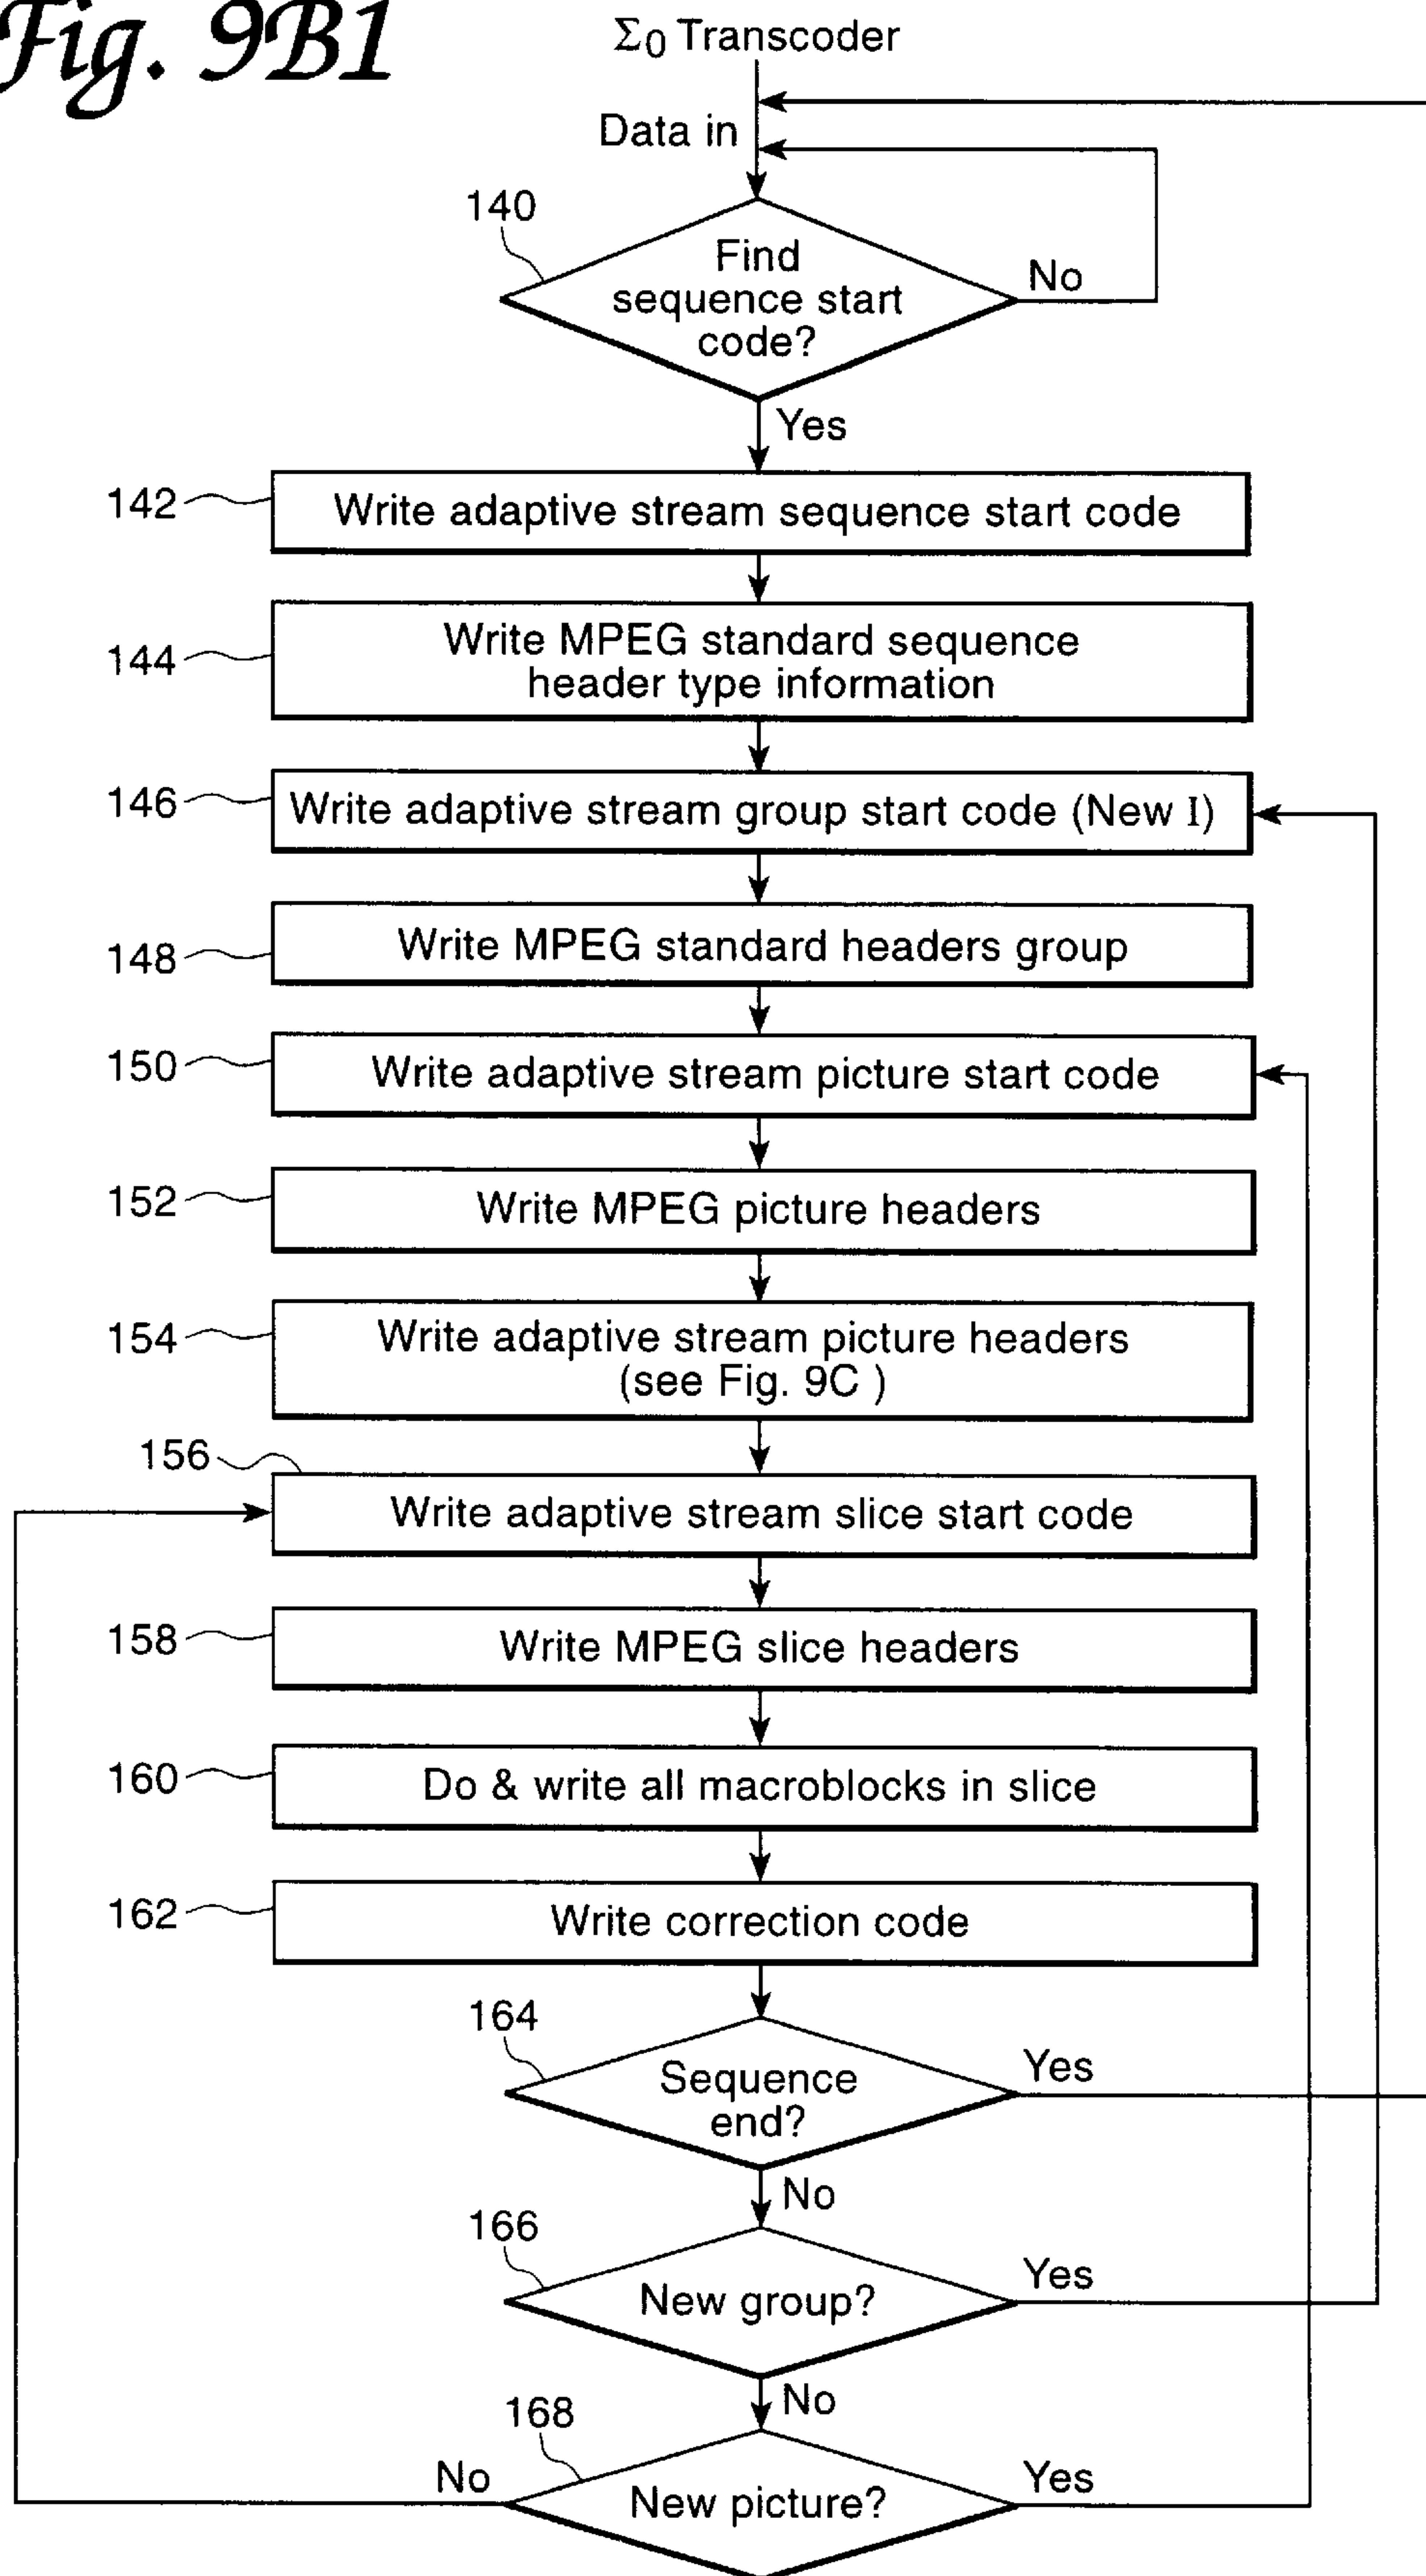 Fig. 9B1
Σ0 Transcoder
Data in
140
Find
sequence start
code?
No
Yes
142
Write adaptive stream sequence start code
144
Write MPEG standard sequence
header type information
146
Write adaptive stream group start code (New I)
148
Write MPEG standard headers group
150
Write adaptive stream picture start code
152
Write MPEG picture headers
154
Write adaptive stream picture headers
(see Fig. 9C )
156
Write adaptive stream slice start code
158
Write MPEG slice headers
160
Do & write all macroblocks in slice
162
Write correction code
164
Sequence
end?
Yes
No
166
New group?
Yes
No
168
No
New picture?
Yes